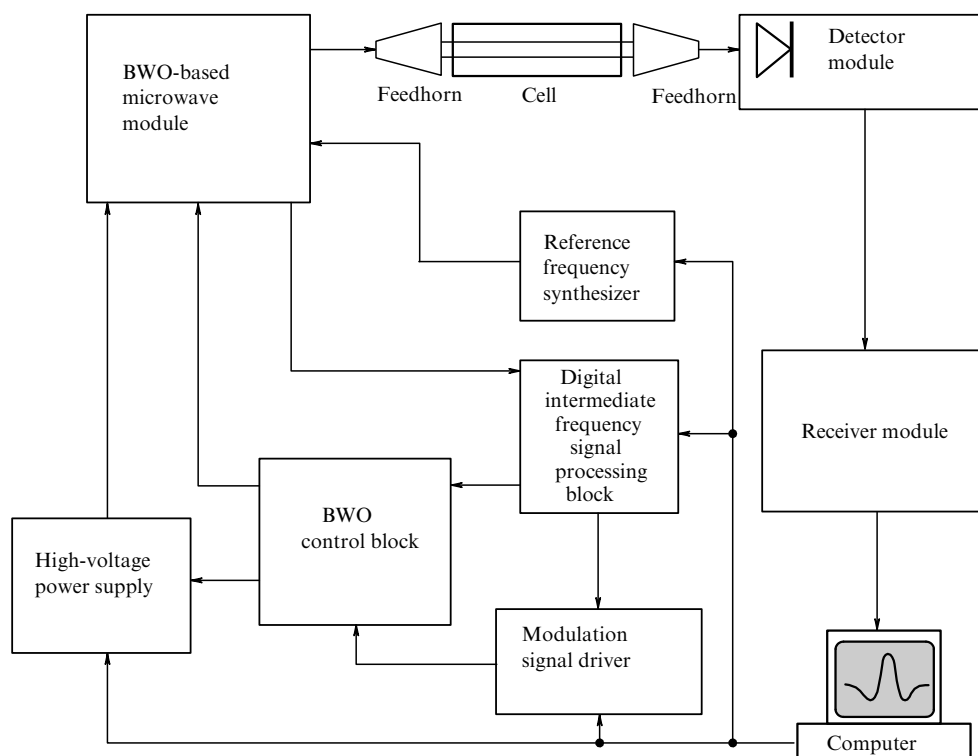 BWO-based
microwave
module
Feedhorn
Cell
Feedhorn
Detector
module
Reference
frequency
synthesizer
Digital
intermediate
frequency
signal
processing
block
Receiver module
BWO
control block
High-voltage
power supply
Modulation
signal driver
Computer